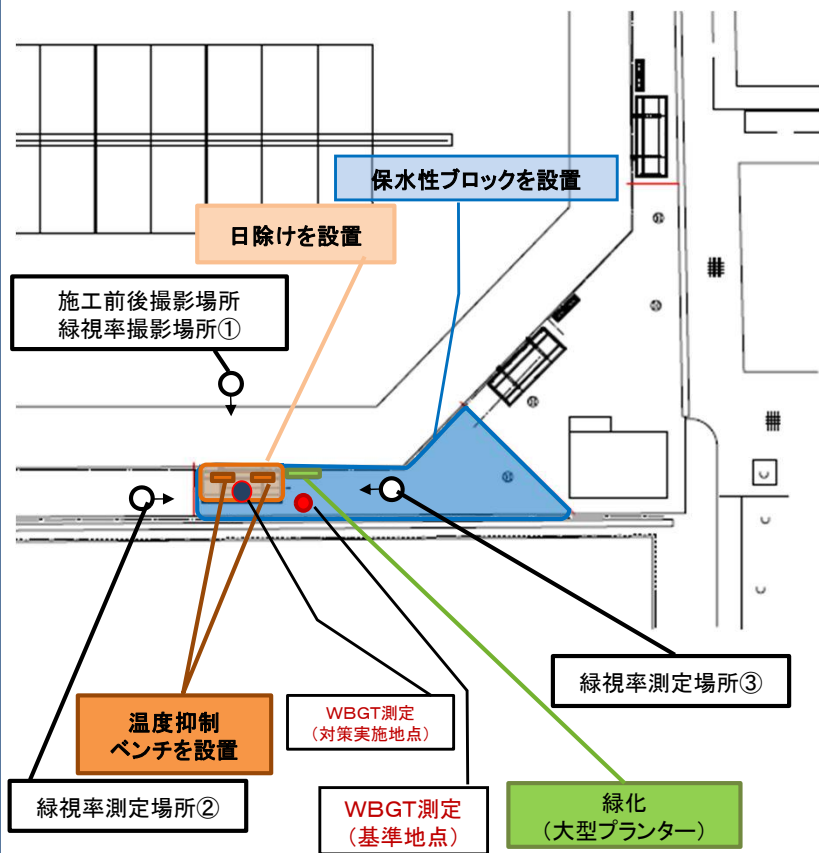 保水性ブロックを設置
日除けを設置
施工前後撮影場所
緑視率撮影場所①
緑視率測定場所③
温度抑制
ベンチを設置
WBGT測定
(対策実施地点)
緑視率測定場所②
WBGT測定
(基準地点)
緑化
(大型プランター)